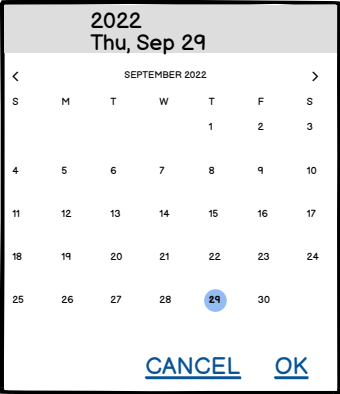 2022
Thu, Sep 29
< SEPTEMBER 2022 >
S M T W T F S
1 2 3
4 5 6 7 8 9 10
11 12 13 14 15 16 17
18 19 20 21 22 23 24
25 26 27 28 29 30
CANCEL OK